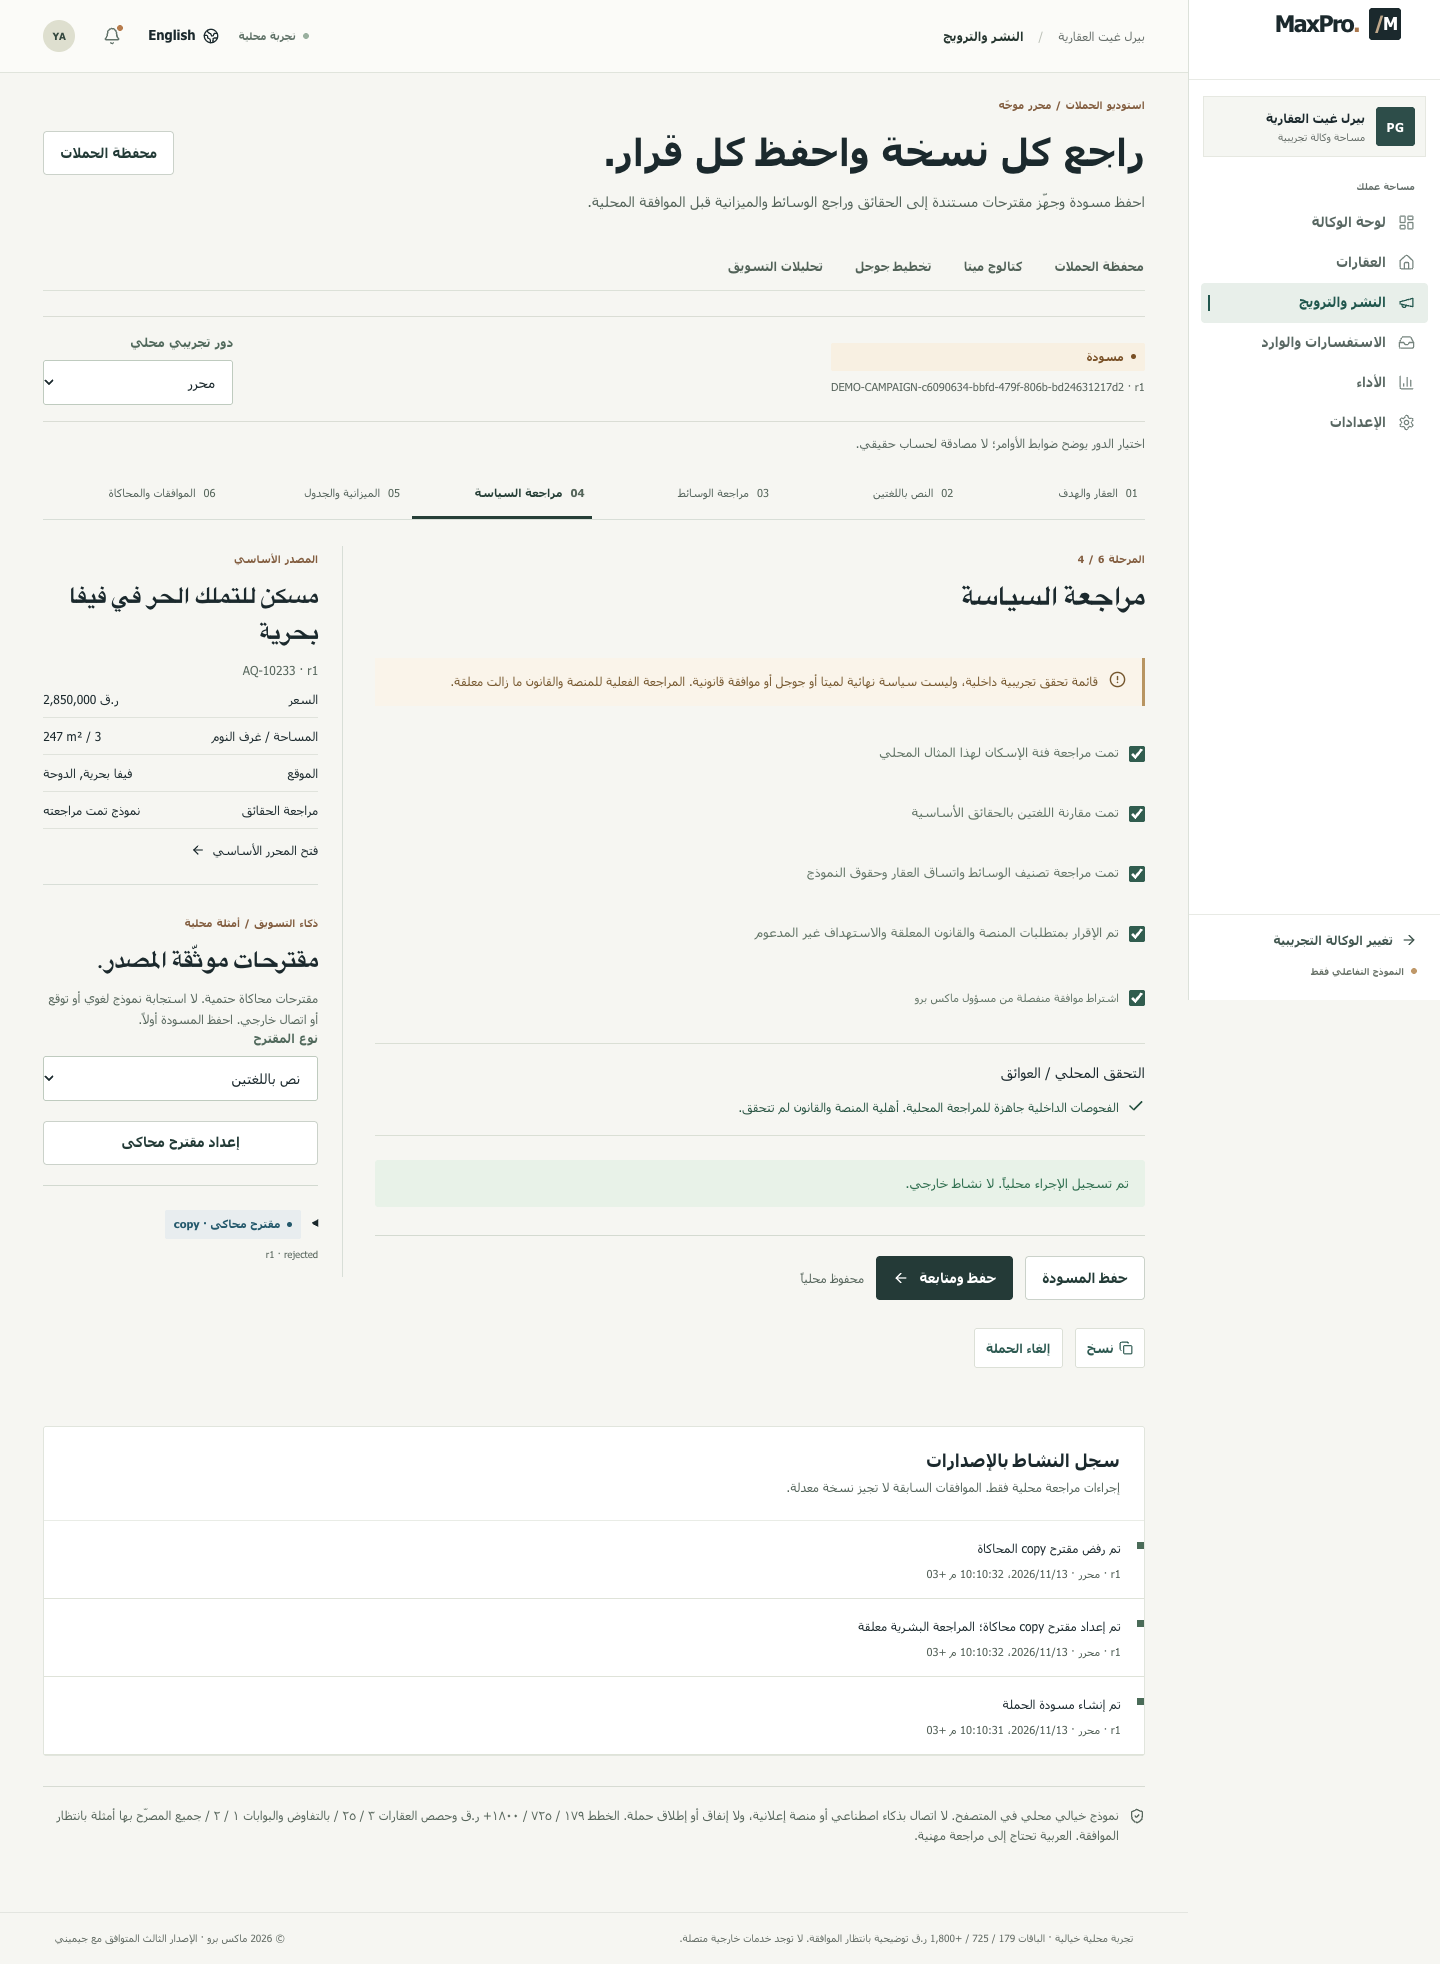 /M MaxPro.
بيرل غيت العقارية / النشر والترويج
تجربة محلية
English
YA
PG
بيرل غيت العقارية
مساحة وكالة تجريبية
مساحة عملك
لوحة الوكالة
العقارات
النشر والترويج
الاستفسارات والوارد
الأداء
الإعدادات
تغيير الوكالة التجريبية
النموذج التفاعلي فقط
استوديو الحملات / محرر موجّه
راجع كل نسخة واحفظ كل قرار.
احفظ مسودة وجهّز مقترحات مستندة إلى الحقائق وراجع الوسائط والميزانية قبل الموافقة المحلية.
محفظة الحملات
محفظة الحملات
كتالوج ميتا
تخطيط جوجل
تحليلات التسويق
مسودة
DEMO-CAMPAIGN-c6090634-bbfd-479f-806b-bd24631217d2 · r1
دور تجريبي محلي
محرر
اختيار الدور يوضح ضوابط الأوامر؛ لا مصادقة لحساب حقيقي.
01 العقار والهدف
02 النص باللغتين
03 مراجعة الوسائط
04 مراجعة السياسة
05 الميزانية والجدول
06 الموافقات والمحاكاة
المرحلة 6 / 4
مراجعة السياسة
قائمة تحقق تجريبية داخلية، وليست سياسة نهائية لميتا أو جوجل أو موافقة قانونية. المراجعة الفعلية للمنصة والقانون ما زالت معلقة.
تمت مراجعة فئة الإسكان لهذا المثال المحلي
تمت مقارنة اللغتين بالحقائق الأساسية
تمت مراجعة تصنيف الوسائط واتساق العقار وحقوق النموذج
تم الإقرار بمتطلبات المنصة والقانون المعلقة والاستهداف غير المدعوم
اشتراط موافقة منفصلة من مسؤول ماكس برو
التحقق المحلي / العوائق
الفحوصات الداخلية جاهزة للمراجعة المحلية. أهلية المنصة والقانون لم تتحقق.
تم تسجيل الإجراء محلياً. لا نشاط خارجي.
حفظ المسودة
حفظ ومتابعة
محفوظ محلياً
نسخ
إلغاء الحملة
المصدر الأساسي
مسكن للتملك الحر في فيفا
بحرية
AQ-10233 · r1
السعر
ر.ق 2,850,000
المساحة / غرف النوم
247 m² / 3
الموقع
فيفا بحرية, الدوحة
مراجعة الحقائق
نموذج تمت مراجعته
فتح المحرر الأساسي
ذكاء التسويق / أمثلة محلية
مقترحات موثّقة المصدر.
مقترحات محاكاة حتمية. لا استجابة نموذج لغوي أو توقع
أو اتصال خارجي. احفظ المسودة أولاً.
نوع المقترح
نص باللغتين
إعداد مقترح محاكى
مقترح محاكى · copy
r1 · rejected
سجل النشاط بالإصدارات
إجراءات مراجعة محلية فقط. الموافقات السابقة لا تجيز نسخة معدلة.
تم رفض مقترح copy المحاكاة
r1 · محرر · 2026/11/13، 10:10:32 م +03
تم إعداد مقترح copy محاكاة؛ المراجعة البشرية معلقة
r1 · محرر · 2026/11/13، 10:10:32 م +03
تم إنشاء مسودة الحملة
r1 · محرر · 2026/11/13، 10:10:31 م +03
نموذج خيالي محلي في المتصفح. لا اتصال بذكاء اصطناعي أو منصة إعلانية، ولا إنفاق أو إطلاق حملة. الخطط ١٧٩ / ٧٢٥ / ١٨٠٠+ ر.ق وحصص العقارات ٣ / ٢٥ / بالتفاوض والبوابات ١ / ٢ / جميع المصرّح بها أمثلة بانتظار
الموافقة. العربية تحتاج إلى مراجعة مهنية.
تجربة محلية خيالية · الباقات 179 / 725 / +1,800 ر.ق توضيحية بانتظار الموافقة. لا توجد خدمات خارجية متصلة.
© 2026 ماكس برو · الإصدار الثالث المتوافق مع جيميني